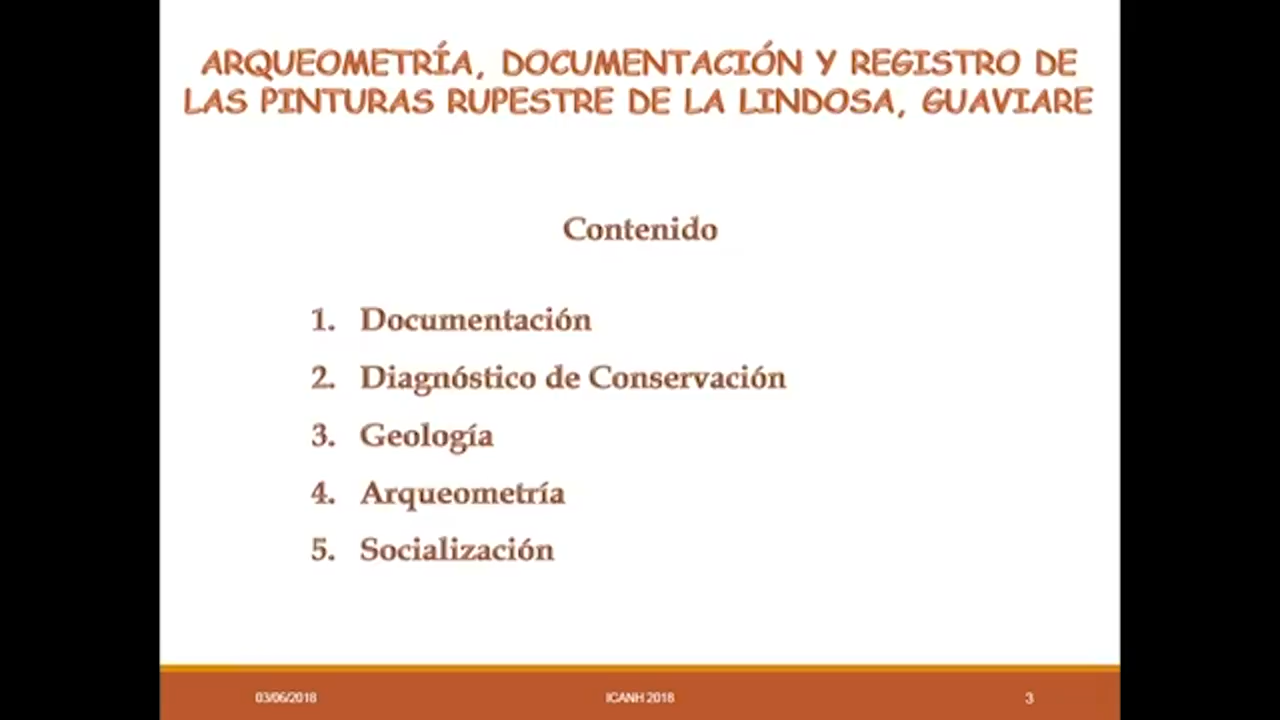 ARQUEOMETRÍA, DOCUMENTACIÓN Y REGISTRO DE
LAS PINTURAS RUPESTRE DE LA LINDOSA, GUAVIARE
Contenido
1. Documentación
2. Diagnóstico de Conservación
3. Geología
4. Arqueometría
5. Socialización
03/06/2018
ICANH 2018
3